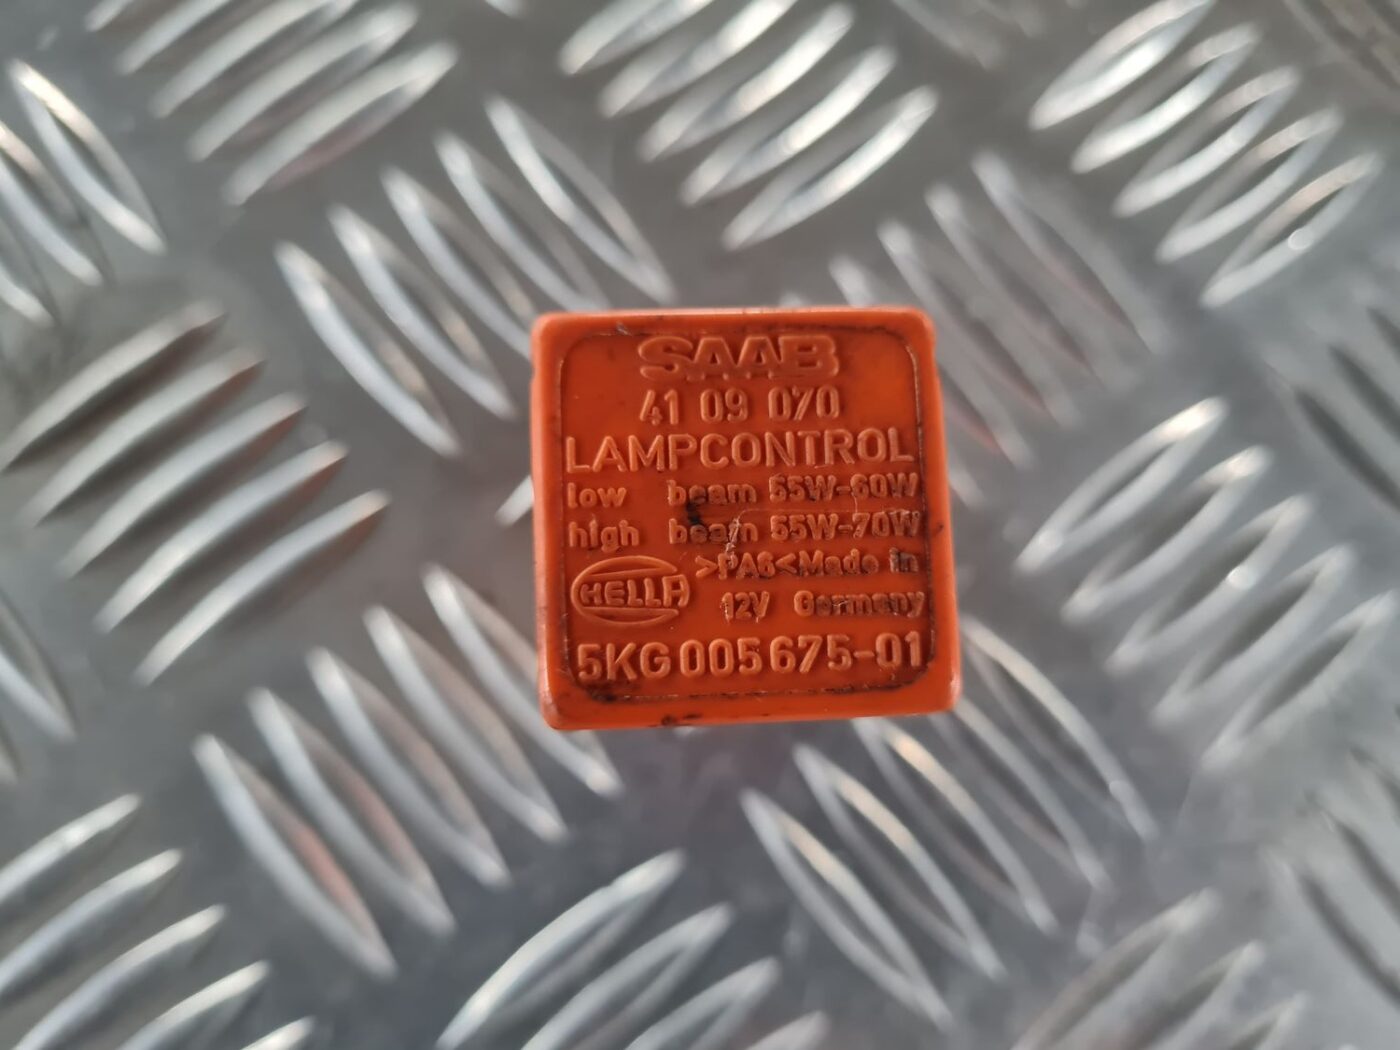 SAAB
41 09 070
LAMPCONTROL
low beam 55W-60W
high beam 55W-70W
>PA6<Made in
HELLA 12V Germany
5KG 005 675-01